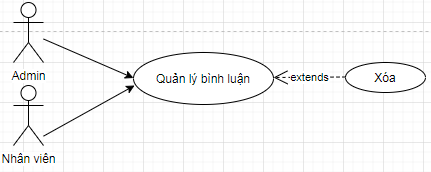 Admin
Quản lý bình luận
extends
Xóa
Nhân viên